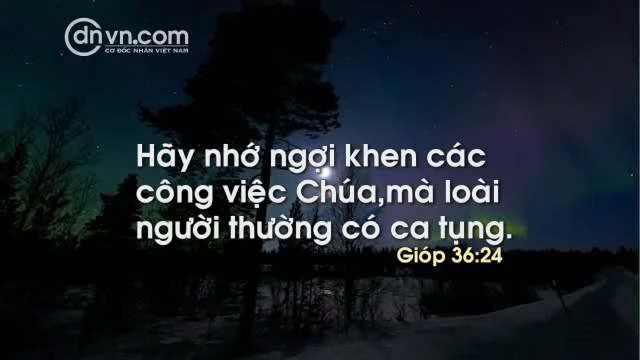 cdnvn.com
CƠ ĐỐC NHÂN VIỆT NAM
Hãy nhớ ngợi khen các
công việc Chúa,mà loài
người thường có ca tụng.
Gióp 36:24